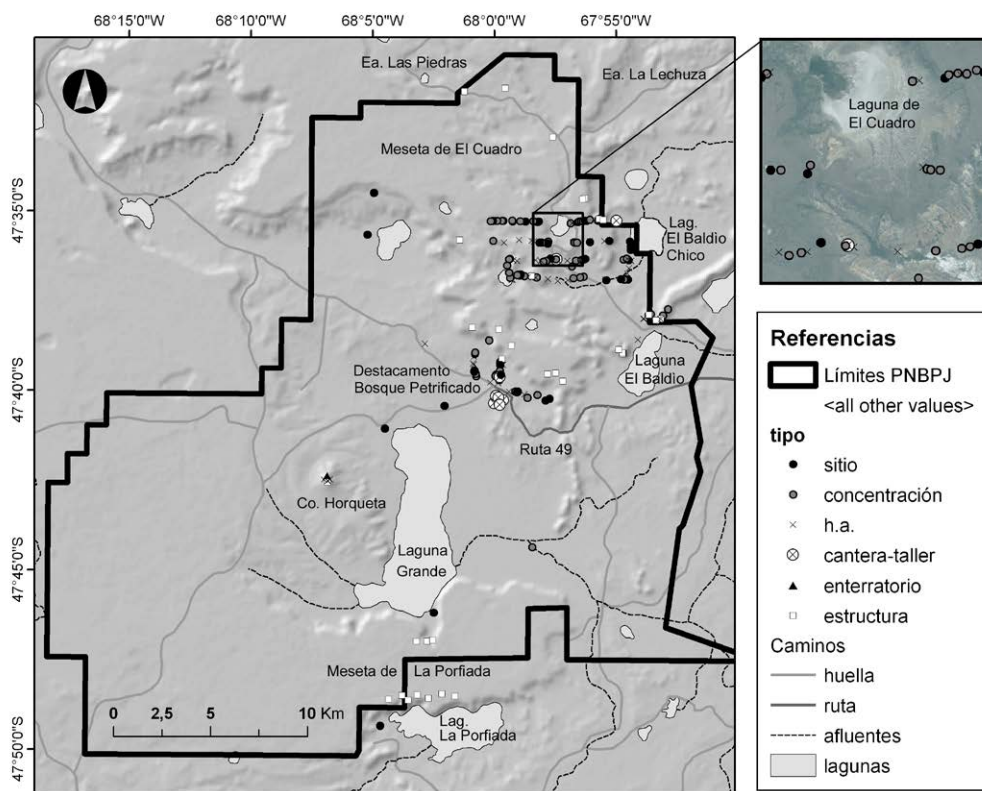 68°15'0"W
68°10'0"W
68°5'0"W
68°0'0"W
67°55'0"W
47°35'0"S
47°40'0"S
47°45'0"S
47°50'0"S
Ea. Las Piedras
Ea. La Lechuza
Meseta de El Cuadro
Lag.
El Baldìo
Chico
Destacamento
Bosque Petrificado
Laguna
El Baldìo
Ruta 49
Co. Horqueta
Laguna
Grande
Meseta de
La Porfiada
Lag.
La Porfiada
0
2,5
5
10 Km
Laguna de
El Cuadro
Referencias
Límites PNBPJ
<all other values>
tipo
sitio
concentración
h.a.
cantera-taller
enterratorio
estructura
Caminos
huella
ruta
afluentes
lagunas